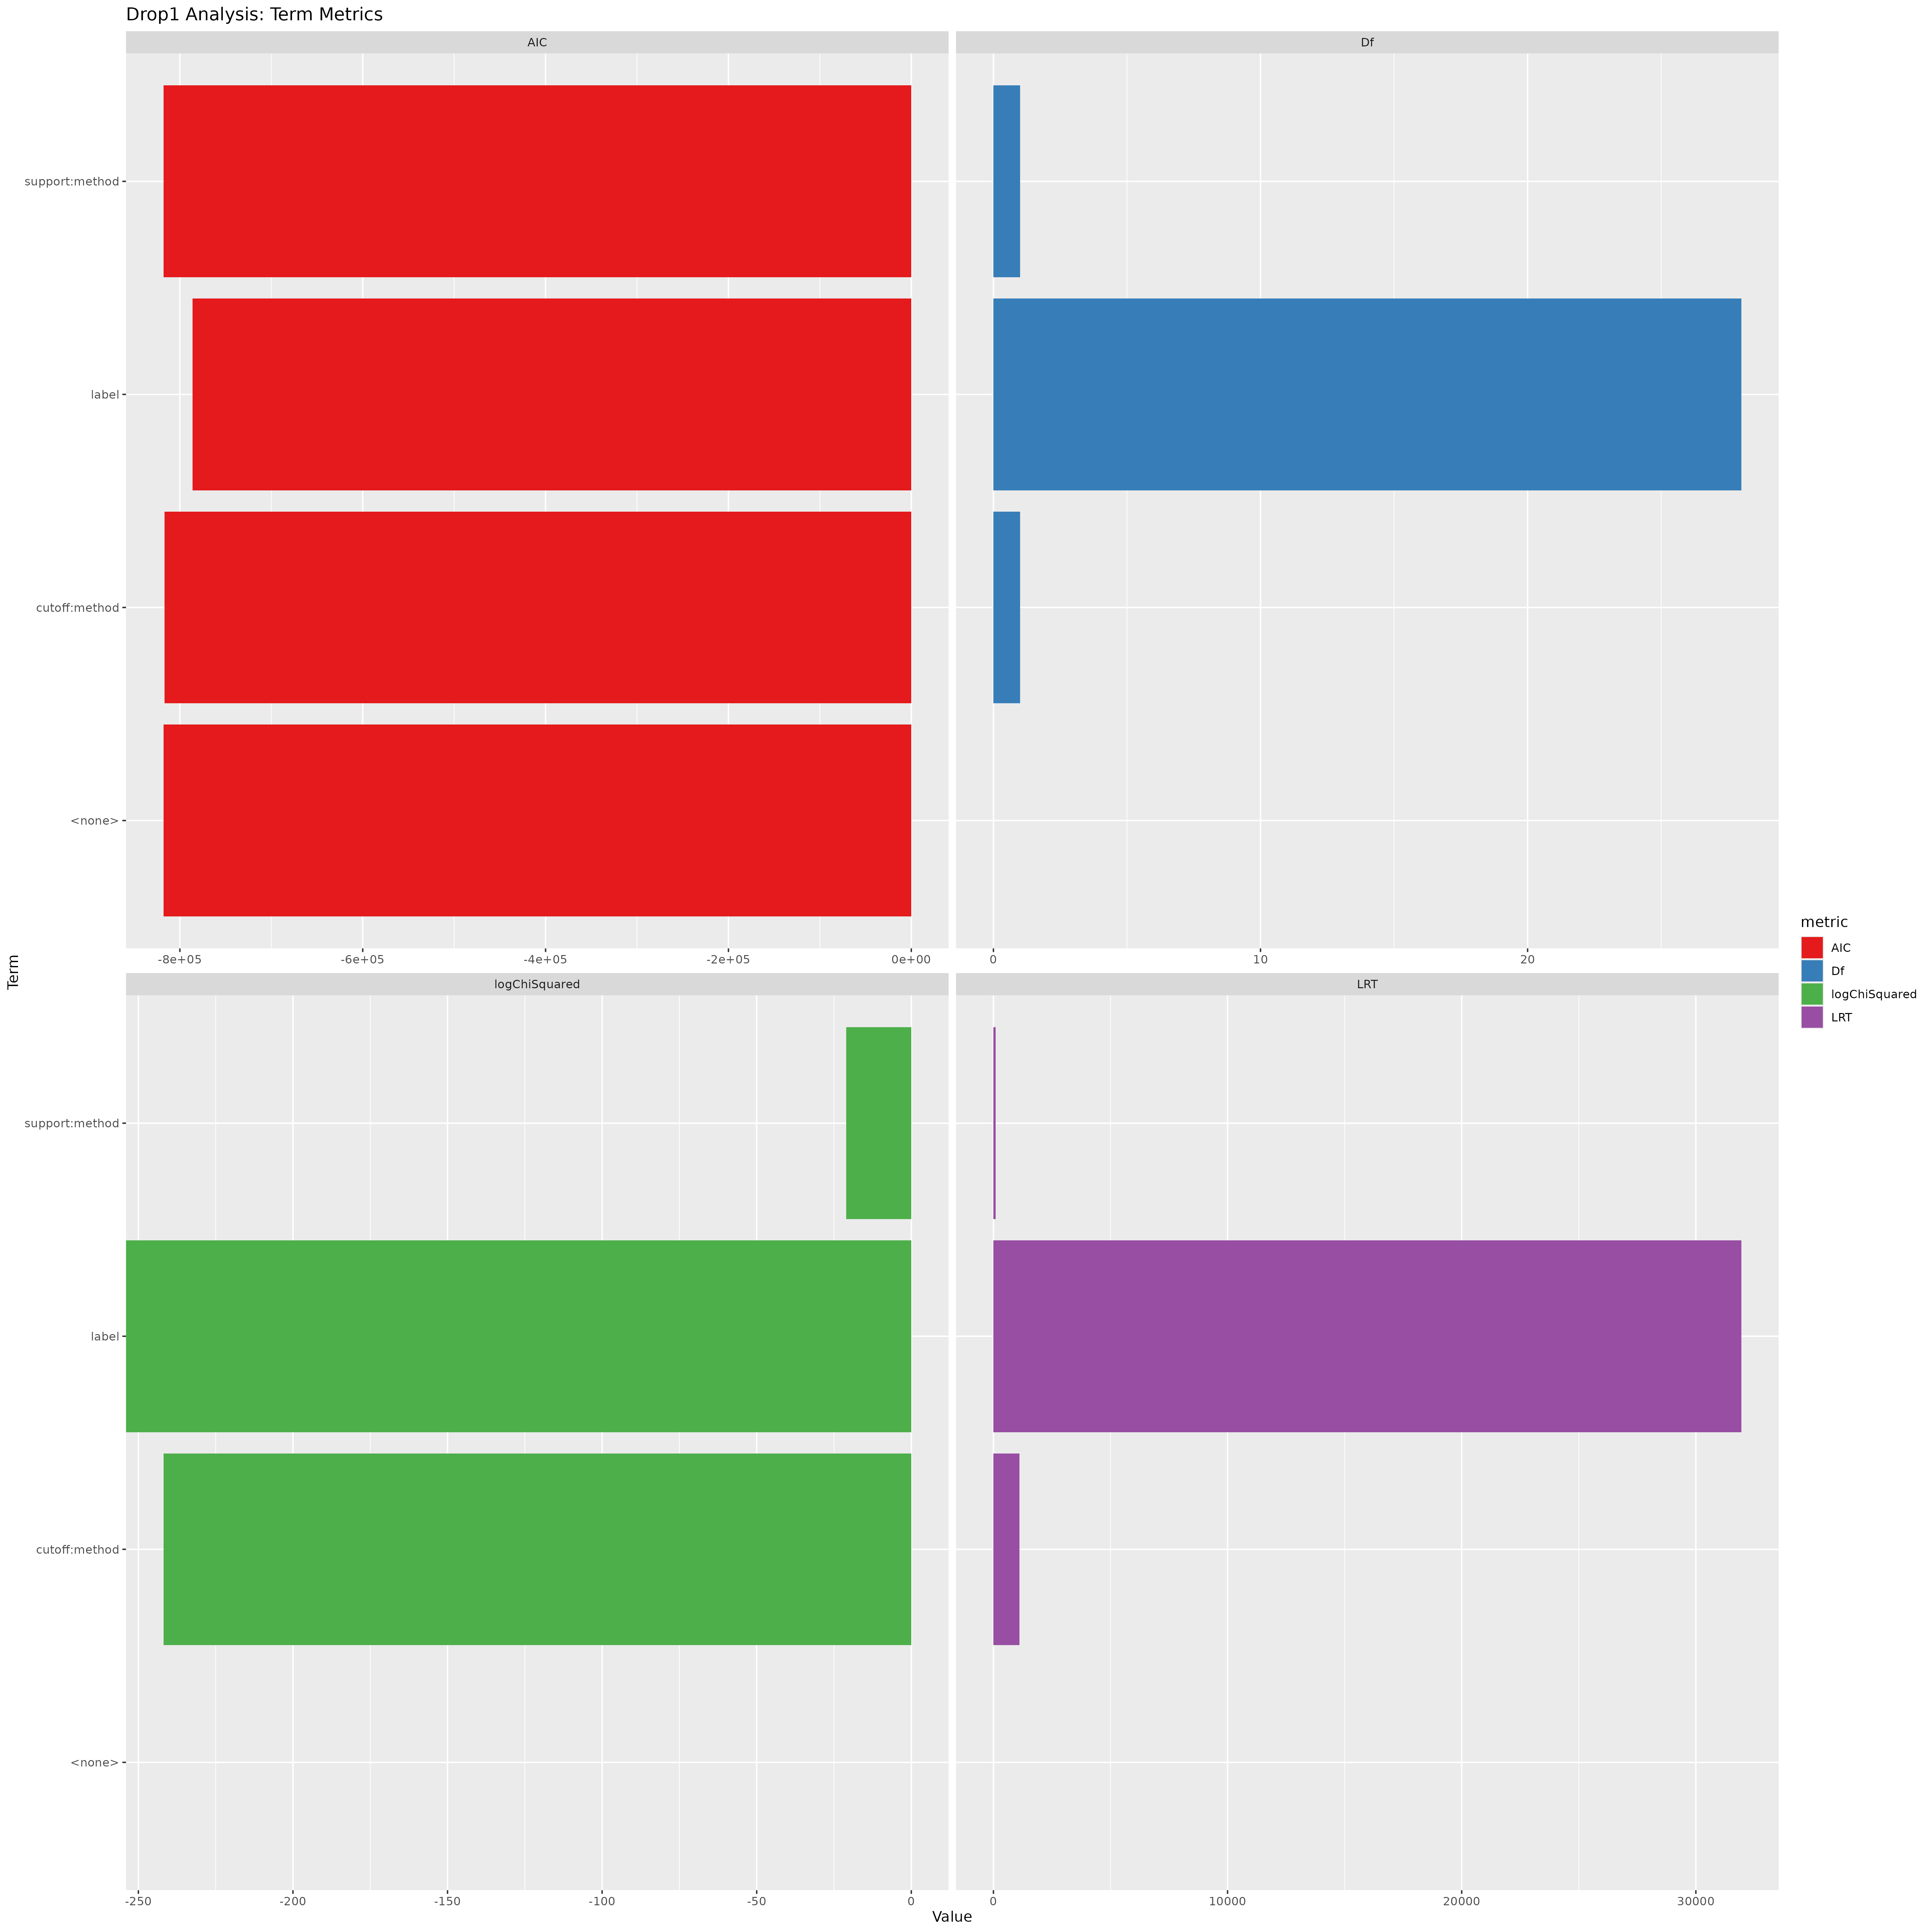 Drop1 Analysis: Term Metrics
AIC
Df
support:method
label
cutoff:method
<none>
-8e+05 -6e+05 -4e+05 -2e+05 0e+00
0 10 20
logChiSquared
LRT
support:method
label
cutoff:method
<none>
-250 -200 -150 -100 -50 0
0 10000 20000 30000
Value
Term
metric
AIC
Df
logChiSquared
LRT